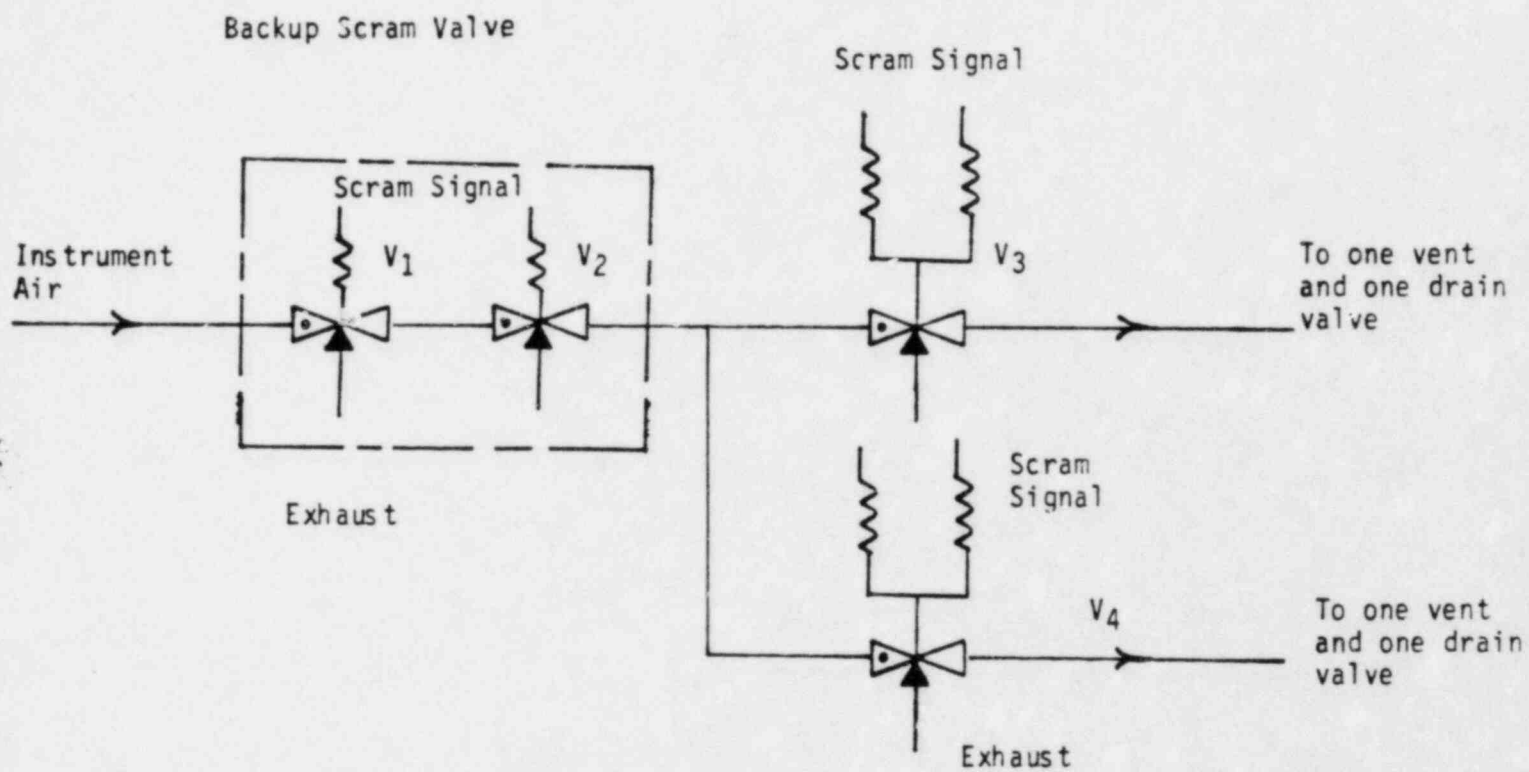 Backup Scram Valve
Scram Signal
Scram Signal
Instrument
Air
V1
V2
V3
To one vent
and one drain
valve
Exhaust
Scram
Signal
V4
To one vent
and one drain
valve
Exhaust